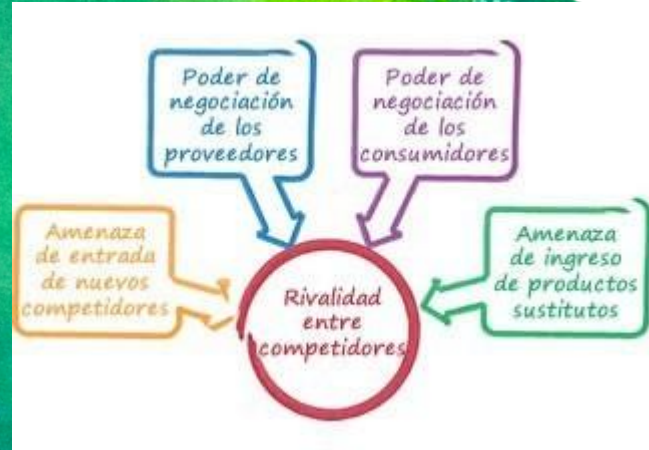 Poder de
negociación
de los
proveedores
Poder de
negociación
de los
consumidores
Amenaza
de entrada
de nuevos
competidores
Rivalidad
entre
competidores
Amenaza
de ingreso
de productos
sustitutos